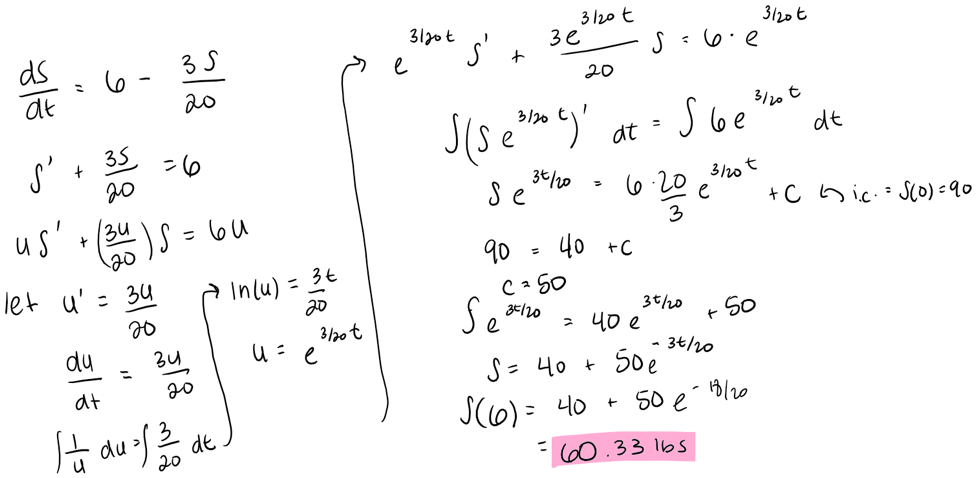 dS/dt = 6 - 3S/20
S' + 3S/20 = 6
uS' + (3u/20)S = 6u
let u' = 3u/20
du/dt = 3u/20
∫ 1/u du = ∫ 3/20 dt
ln(u) = 3t/20
u = e^(3/20 t)
e^(3/20 t) S' + 3e^(3/20 t)/20 S = 6 · e^(3/20 t)
∫(S e^(3/20 t))' dt = ∫ 6e^(3/20 t) dt
S e^(3t/20) = 6 · 20/3 e^(3/20 t) + C ↳ i.c. = S(0) = 90
90 = 40 + C
C = 50
S e^(3t/20) = 40 e^(3t/20) + 50
S = 40 + 50e^(-3t/20)
S(6) = 40 + 50 e^(-18/20)
= 60.33 lbs